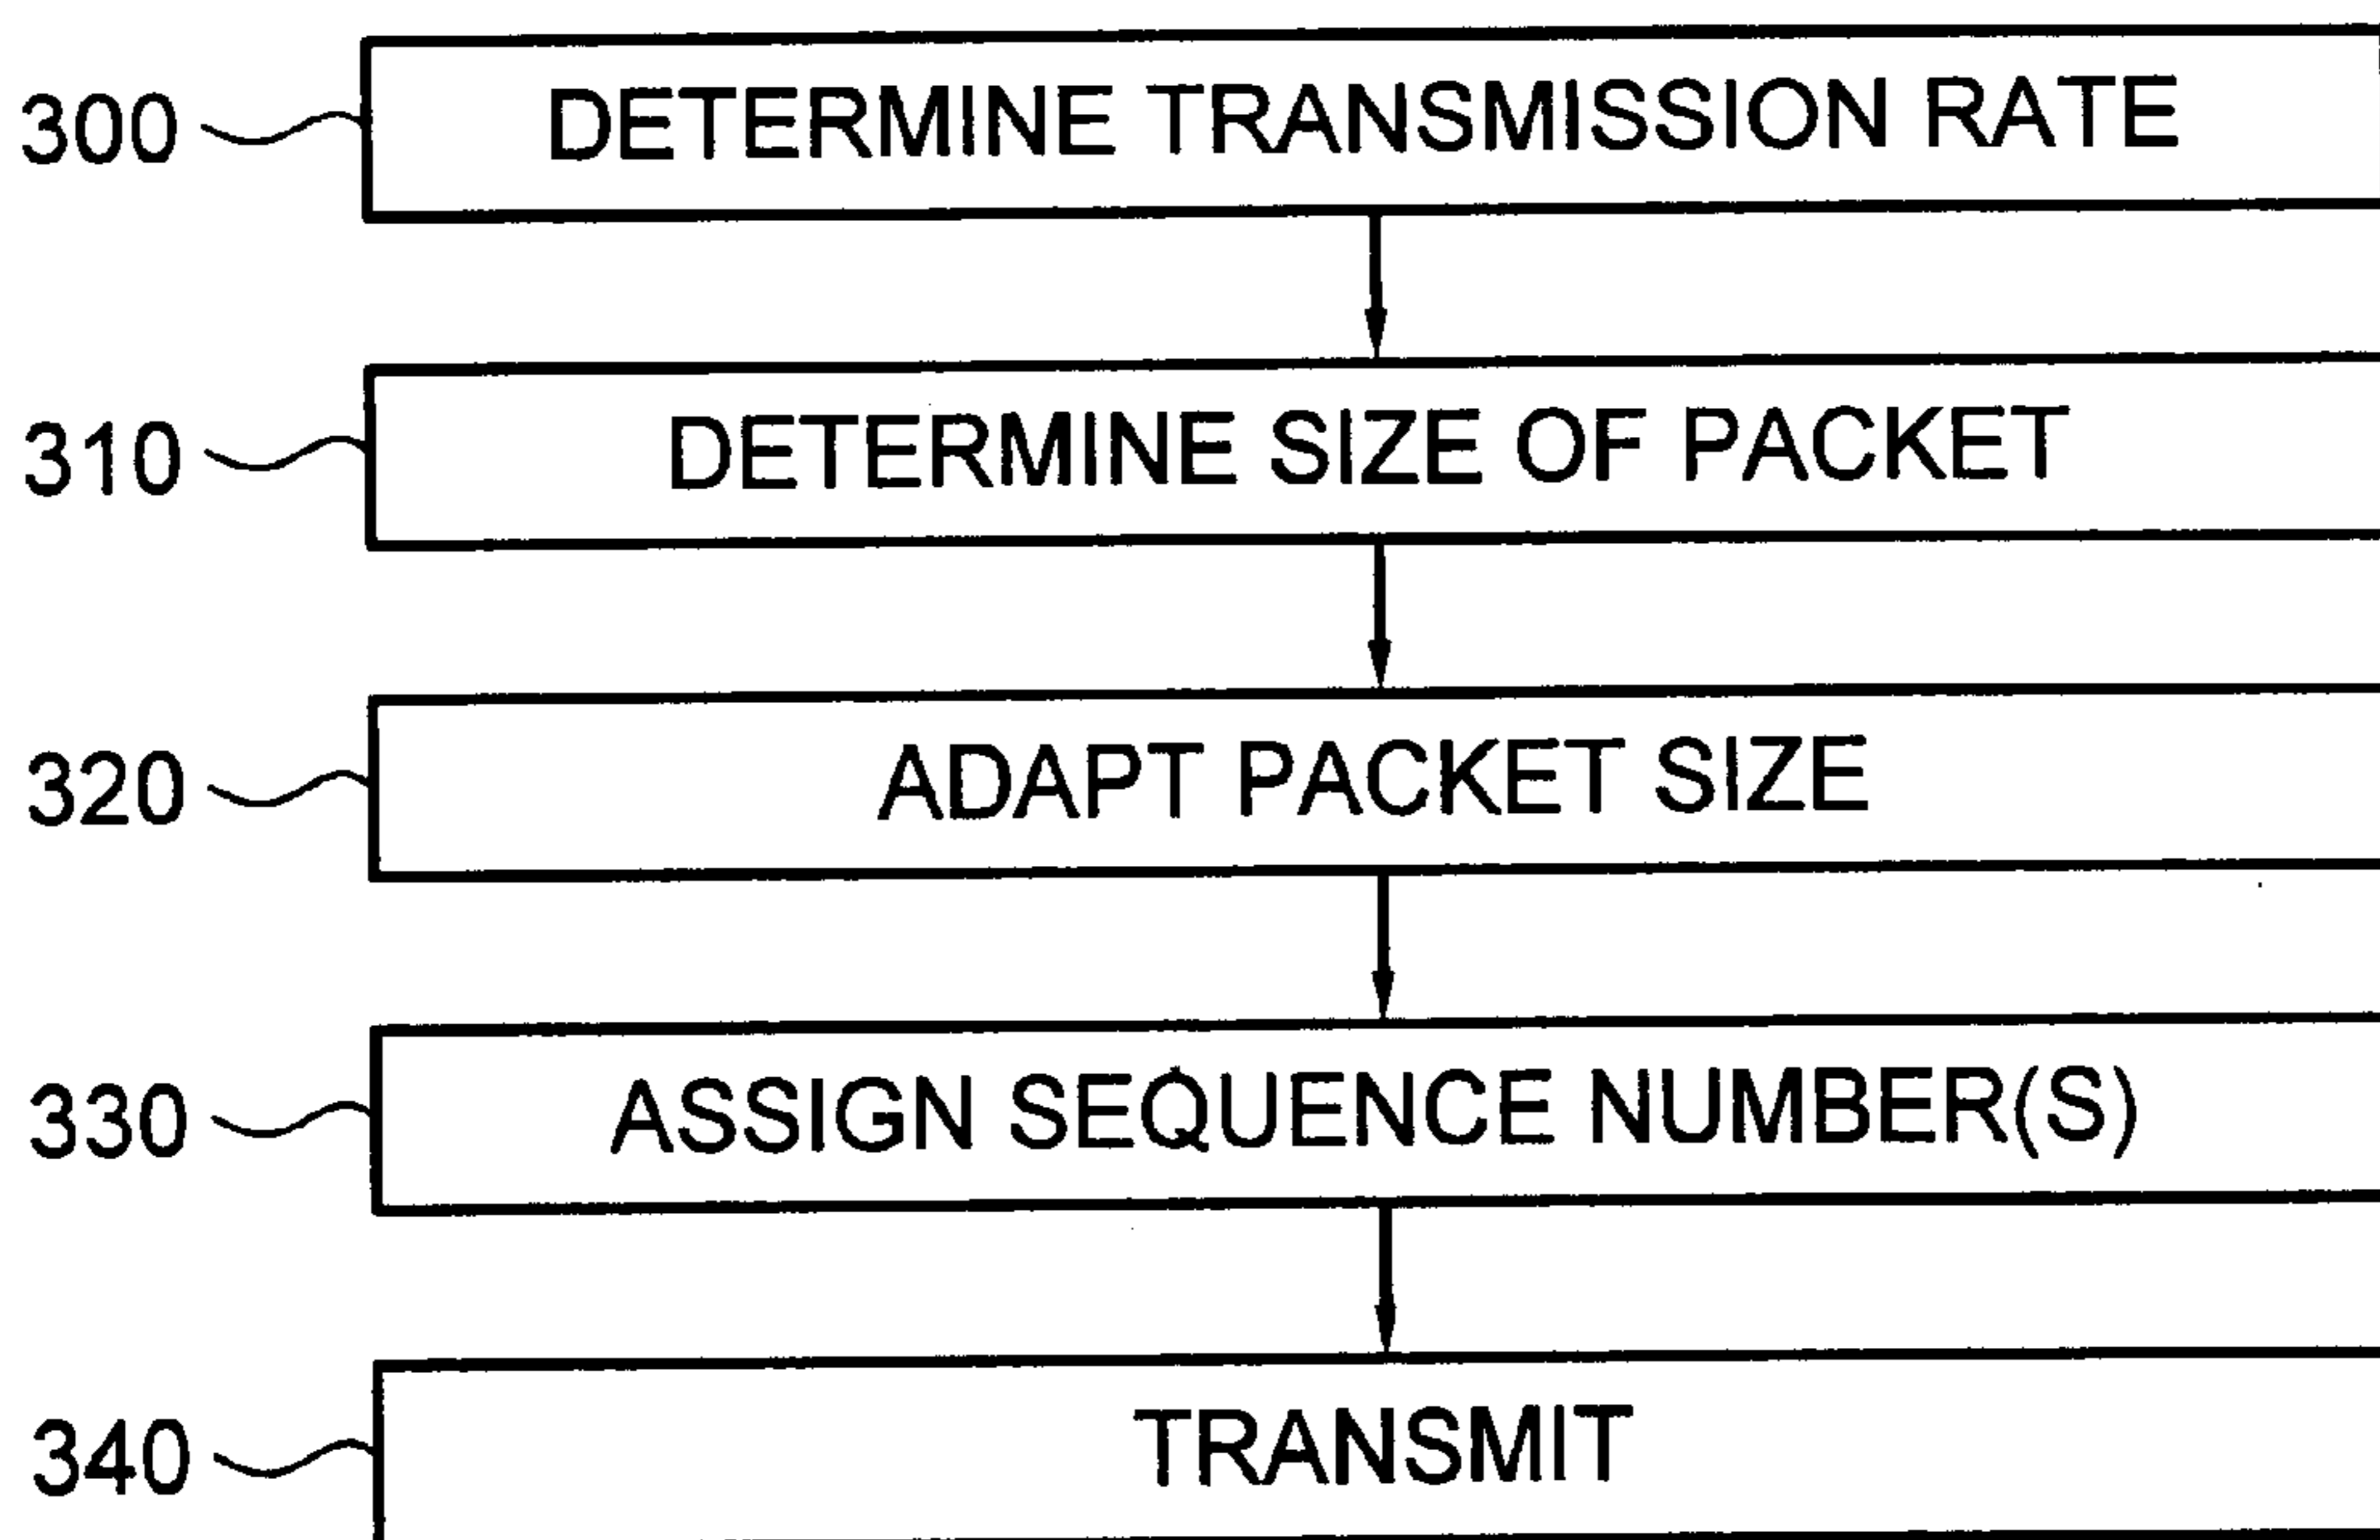 300 DETERMINE TRANSMISSION RATE
310 DETERMINE SIZE OF PACKET
320 ADAPT PACKET SIZE
330 ASSIGN SEQUENCE NUMBER(S)
340 TRANSMIT